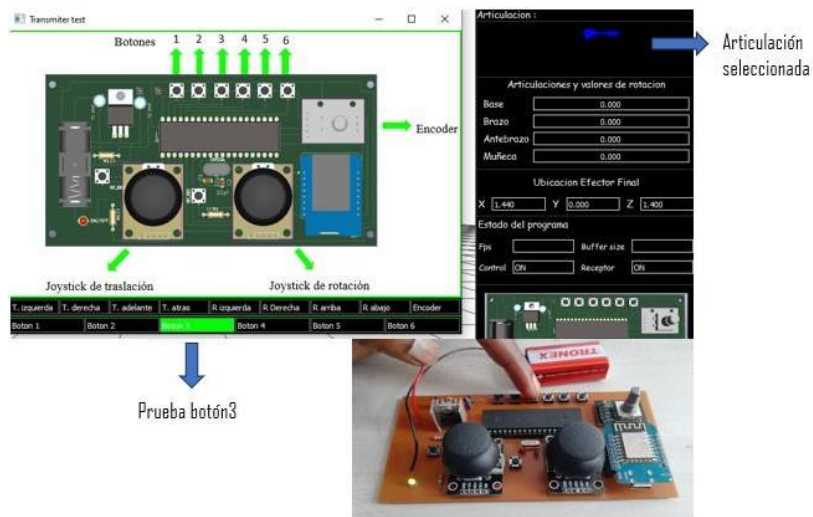 Transmiter test
Botones
1 2 3 4 5 6
Encoder
Joystick de traslación
Joystick de rotación
T. izquierda T. derecha T. adelante T. atras R izquierda R Derecha R arriba R abajo Encoder
Boton 1 Boton 2 Boton 3 Boton 4 Boton 5 Boton 6
Prueba botón3
Articulacion :
Articulación
seleccionada
Articulaciones y valores de rotacion
Base 0.000
Brazo 0.000
Antebrazo 0.000
Muñeca 0.000
Ubicacion Efector Final
X 1.440 Y 0.000 Z 1.400
Estado del programa
Fps Buffer size
Control ON Receptor ON
TRONEX